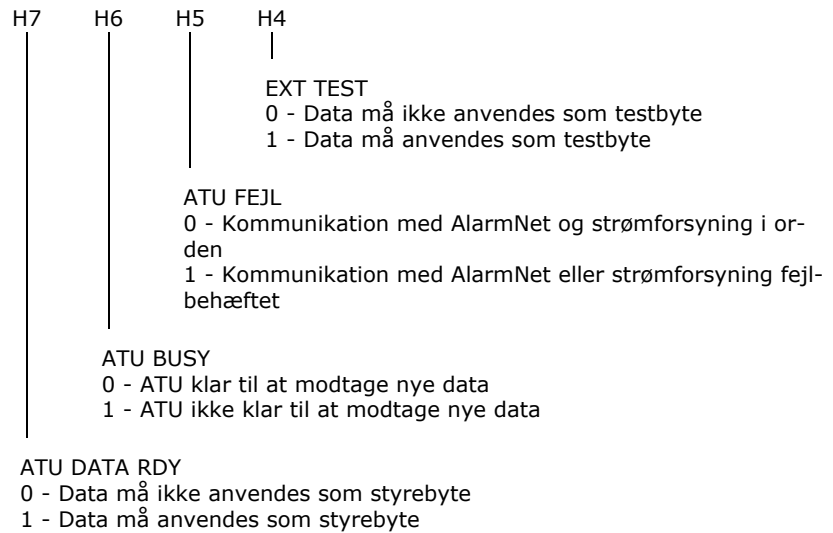 H7 H6 H5 H4
EXT TEST
0 - Data må ikke anvendes som testbyte
1 - Data må anvendes som testbyte
ATU FEJL
0 - Kommunikation med AlarmNet og strømforsyning i or-
den
1 - Kommunikation med AlarmNet eller strømforsyning fejl-
behæftet
ATU BUSY
0 - ATU klar til at modtage nye data
1 - ATU ikke klar til at modtage nye data
ATU DATA RDY
0 - Data må ikke anvendes som styrebyte
1 - Data må anvendes som styrebyte